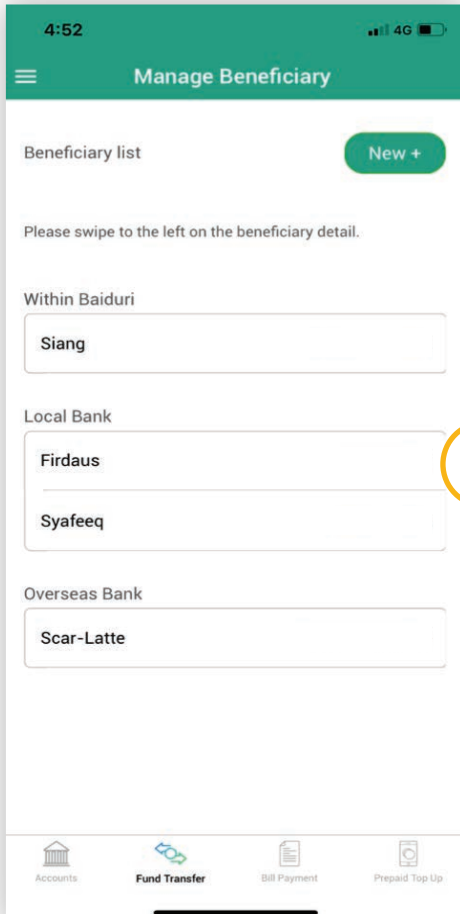 4:52 4G
Manage Beneficiary
Beneficiary list New +
Please swipe to the left on the beneficiary detail.
Within Baiduri
Siang
Local Bank
Firdaus
Syafeeq
Overseas Bank
Scar-Latte
Accounts Fund Transfer Bill Payment Prepaid Top Up